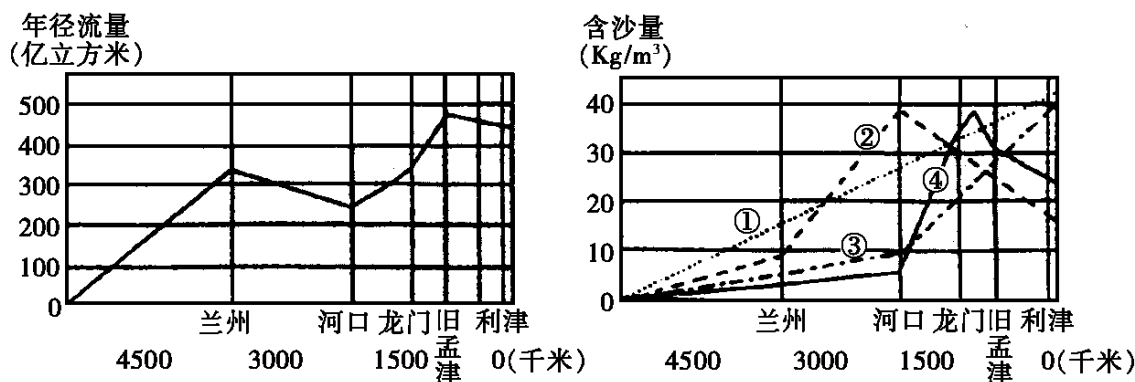 年径流量
(亿立方米)
500
400
300
200
100
0
兰州
河口
龙门
旧孟津
利津
4500
3000
1500
0(千米)
含沙量
(Kg/m³)
40
30
20
10
0
①
②
③
④
兰州
河口
龙门
旧孟津
利津
4500
3000
1500
0(千米)